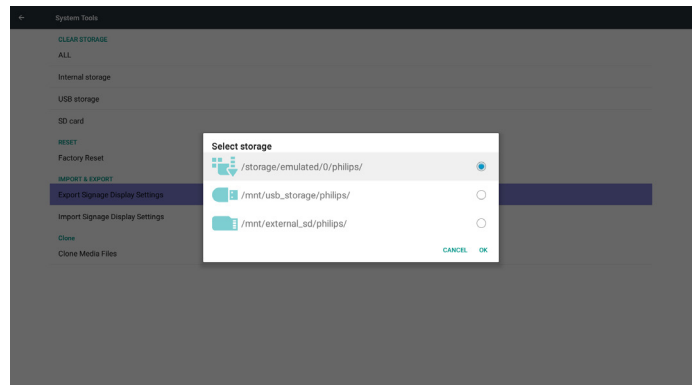 System Tools
CLEAR STORAGE
ALL
Internal storage
USB storage
SD card
RESET
Factory Reset
IMPORT & EXPORT
Export Signage Display Settings
Import Signage Display Settings
Clone
Clone Media Files
Select storage
/storage/emulated/0/philips/
/mnt/usb_storage/philips/
/mnt/external_sd/philips/
CANCEL OK